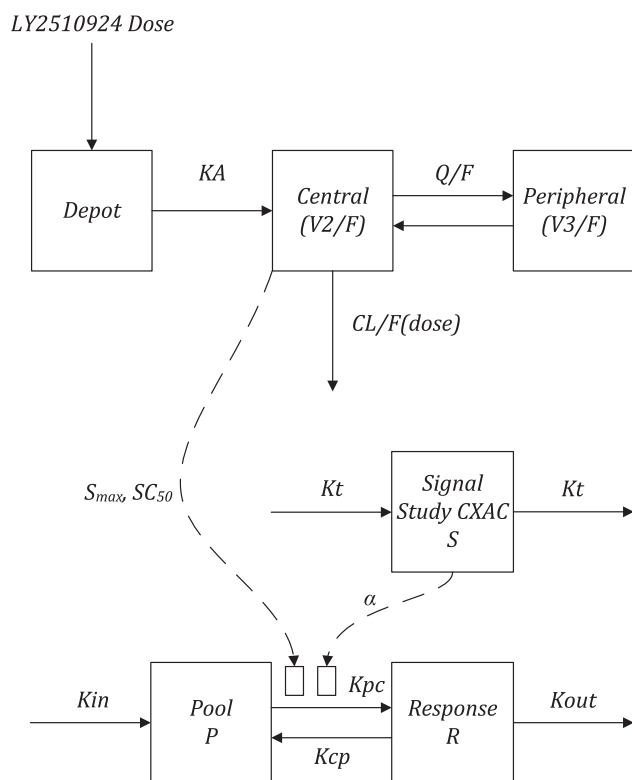 LY2510924 Dose
KA
Q/F
Depot
Central
(V2/F)
Peripheral
(V3/F)
CL/F(dose)
Smax, SC50
Kt
Signal
Study CXAC
S
Kt
α
Kin
Pool
P
Kpc
Kcp
Response
R
Kout